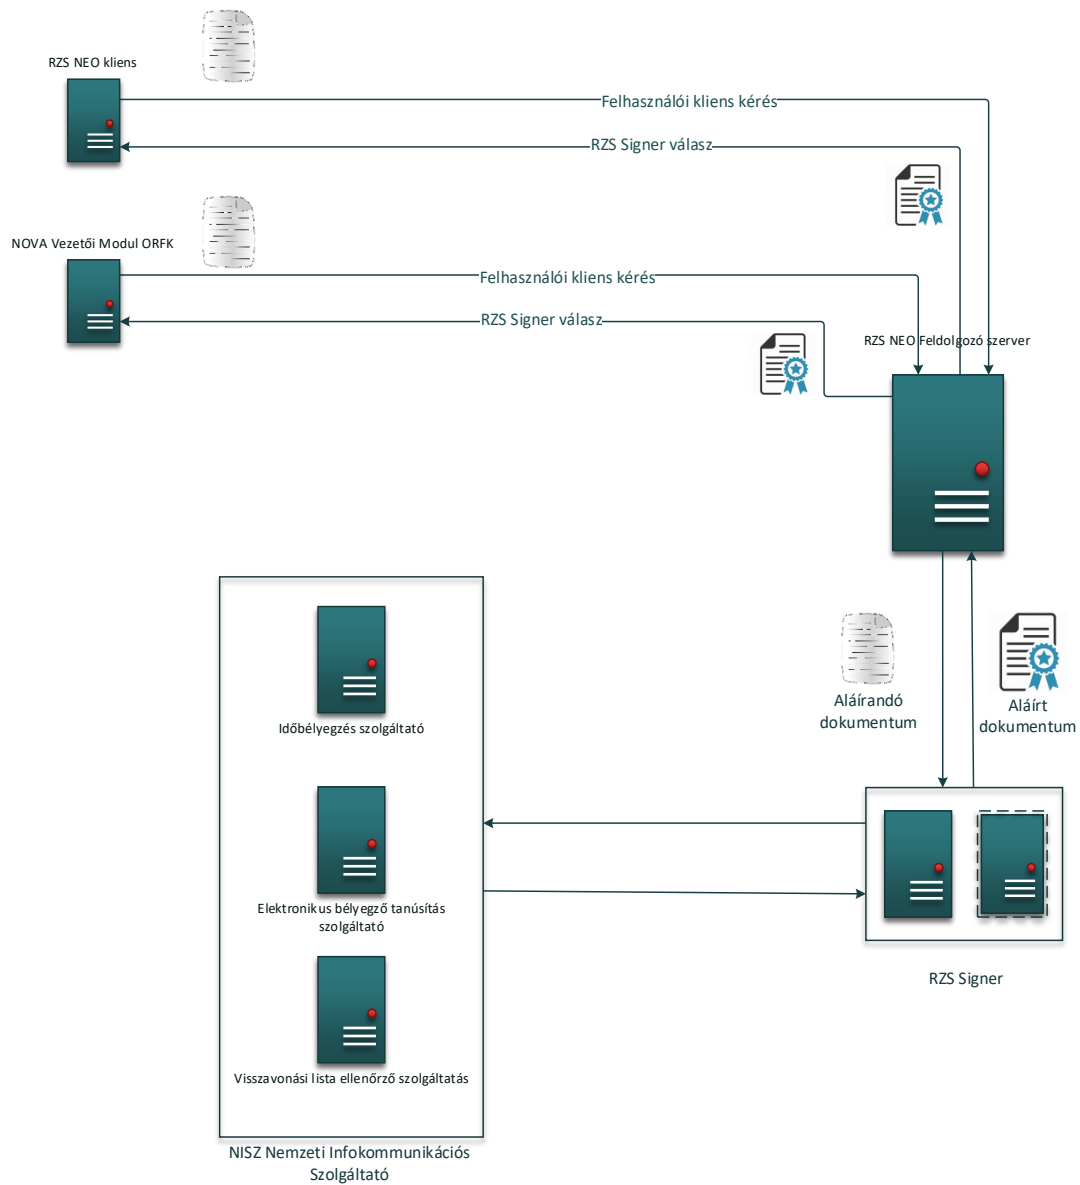 RZS NEO kliens
Felhasználói kliens kérés
RZS Signer válasz
NOVA Vezetői Modul ORFK
Felhasználói kliens kérés
RZS Signer válasz
RZS NEO Feldolgozó szerver
Időbélyegzés szolgáltató
Aláírandó
dokumentum
Aláírt
dokumentum
Elektronikus bélyegző tanúsítás
szolgáltató
RZS Signer
Visszavonási lista ellenőrző szolgáltatás
NISZ Nemzeti Infokommunikációs
Szolgáltató